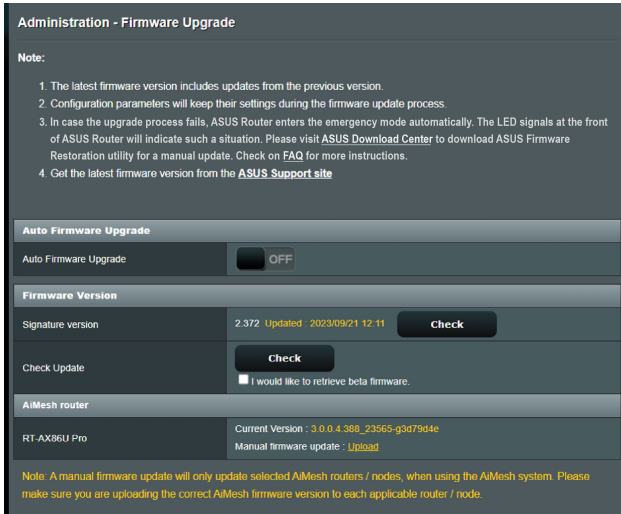 Administration - Firmware Upgrade
Note:
1. The latest firmware version includes updates from the previous version.
2. Configuration parameters will keep their settings during the firmware update process.
3. In case the upgrade process fails, ASUS Router enters the emergency mode automatically. The LED signals at the front
of ASUS Router will indicate such a situation. Please visit ASUS Download Center to download ASUS Firmware
Restoration utility for a manual update. Check on FAQ for more instructions.
4. Get the latest firmware version from the ASUS Support site
Auto Firmware Upgrade
Auto Firmware Upgrade OFF
Firmware Version
Signature version 2.372 Updated : 2023/09/21 12:11 Check
Check Update Check
I would like to retrieve beta firmware.
AiMesh router
RT-AX86U Pro
Current Version : 3.0.0.4.388_23565-g3d79d4e
Manual firmware update : Upload
Note: A manual firmware update will only update selected AiMesh routers / nodes, when using the AiMesh system. Please
make sure you are uploading the correct AiMesh firmware version to each applicable router / node.